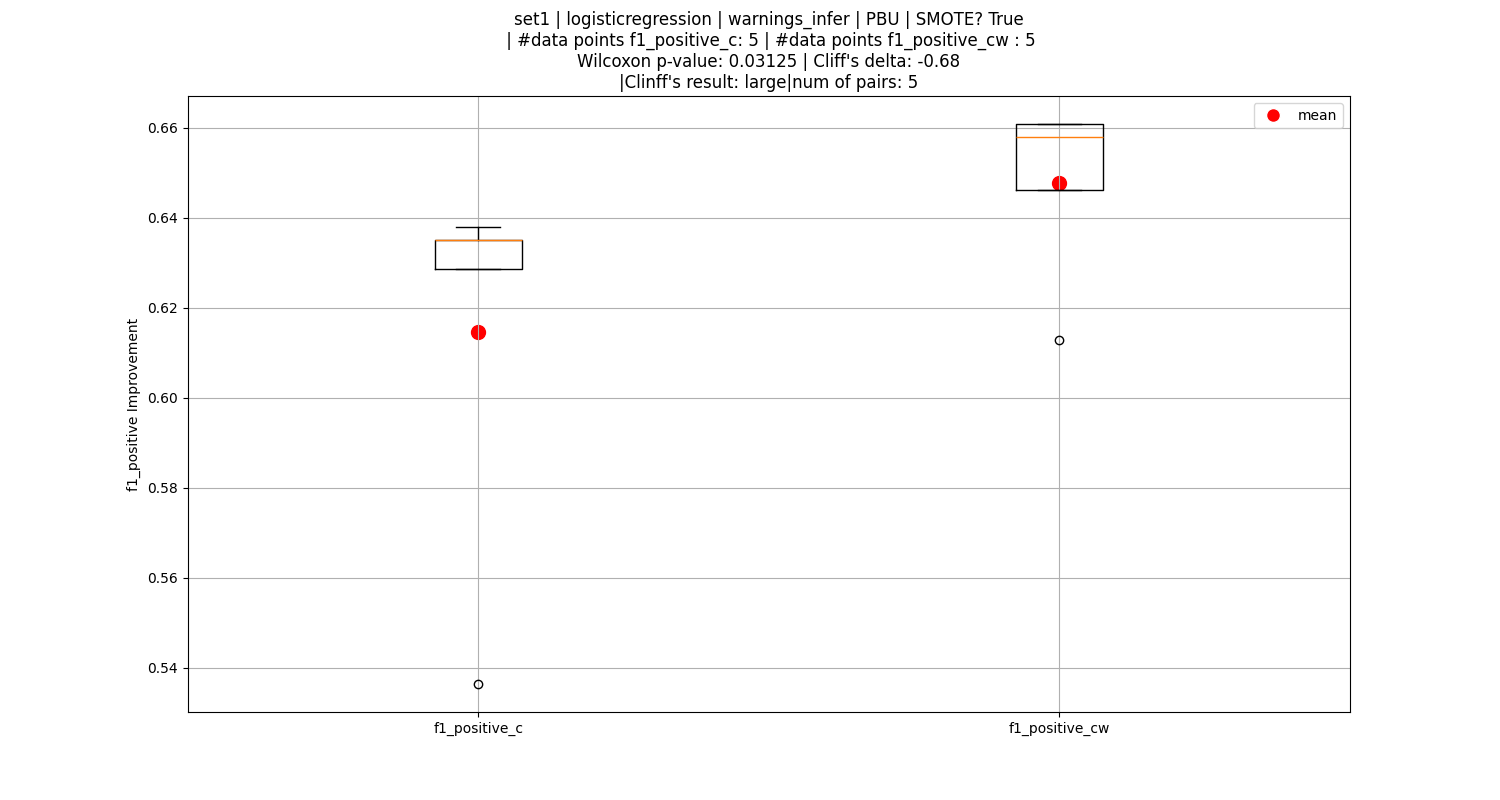 set1 | logisticregression | warnings_infer | PBU | SMOTE? True
| #data points f1_positive_c: 5 | #data points f1_positive_cw : 5
Wilcoxon p-value: 0.03125 | Cliff's delta: -0.68
|Clinff's result: large|num of pairs: 5
mean
0.66
0.64
0.62
0.60
0.58
0.56
0.54
f1_positive Improvement
f1_positive_c
f1_positive_cw